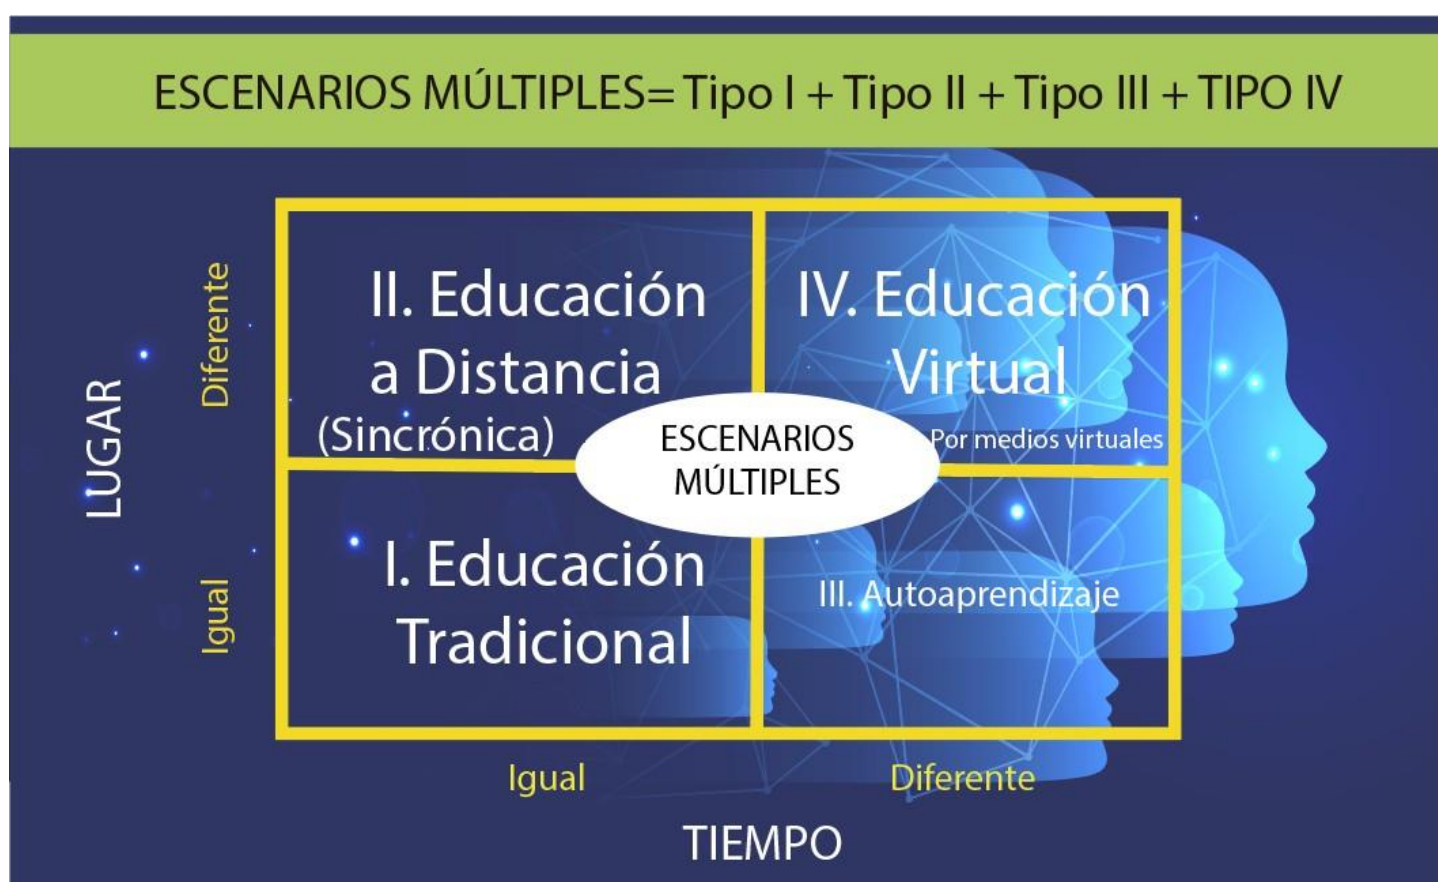 ESCENARIOS MÚLTIPLES= Tipo I + Tipo II + Tipo III + TIPO IV
LUGAR
Diferente
Igual
II. Educación
a Distancia
(Sincrónica)
IV. Educación
Virtual
Por medios virtuales
ESCENARIOS
MÚLTIPLES
I. Educación
Tradicional
III. Autoaprendizaje
Igual
Diferente
TIEMPO